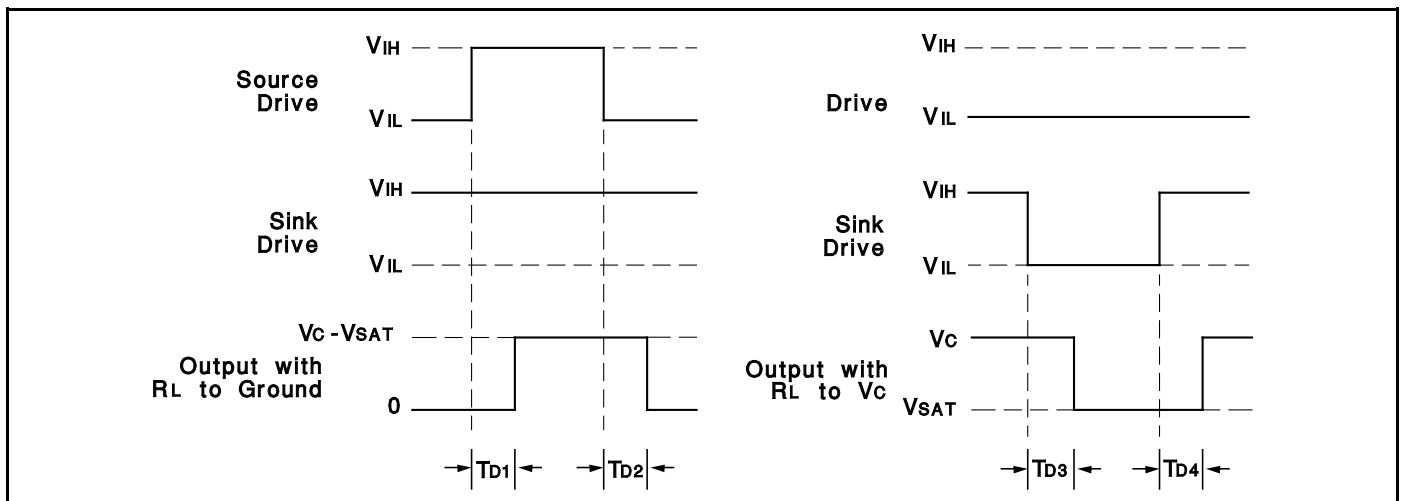 Source
Drive
VIH
VIL
Sink
Drive
VIH
VIL
Output with
RL to Ground
VC -VSAT
0
TD1
TD2
Drive
VIH
VIL
Sink
Drive
VIH
VIL
Output with
RL to VC
VC
VSAT
TD3
TD4